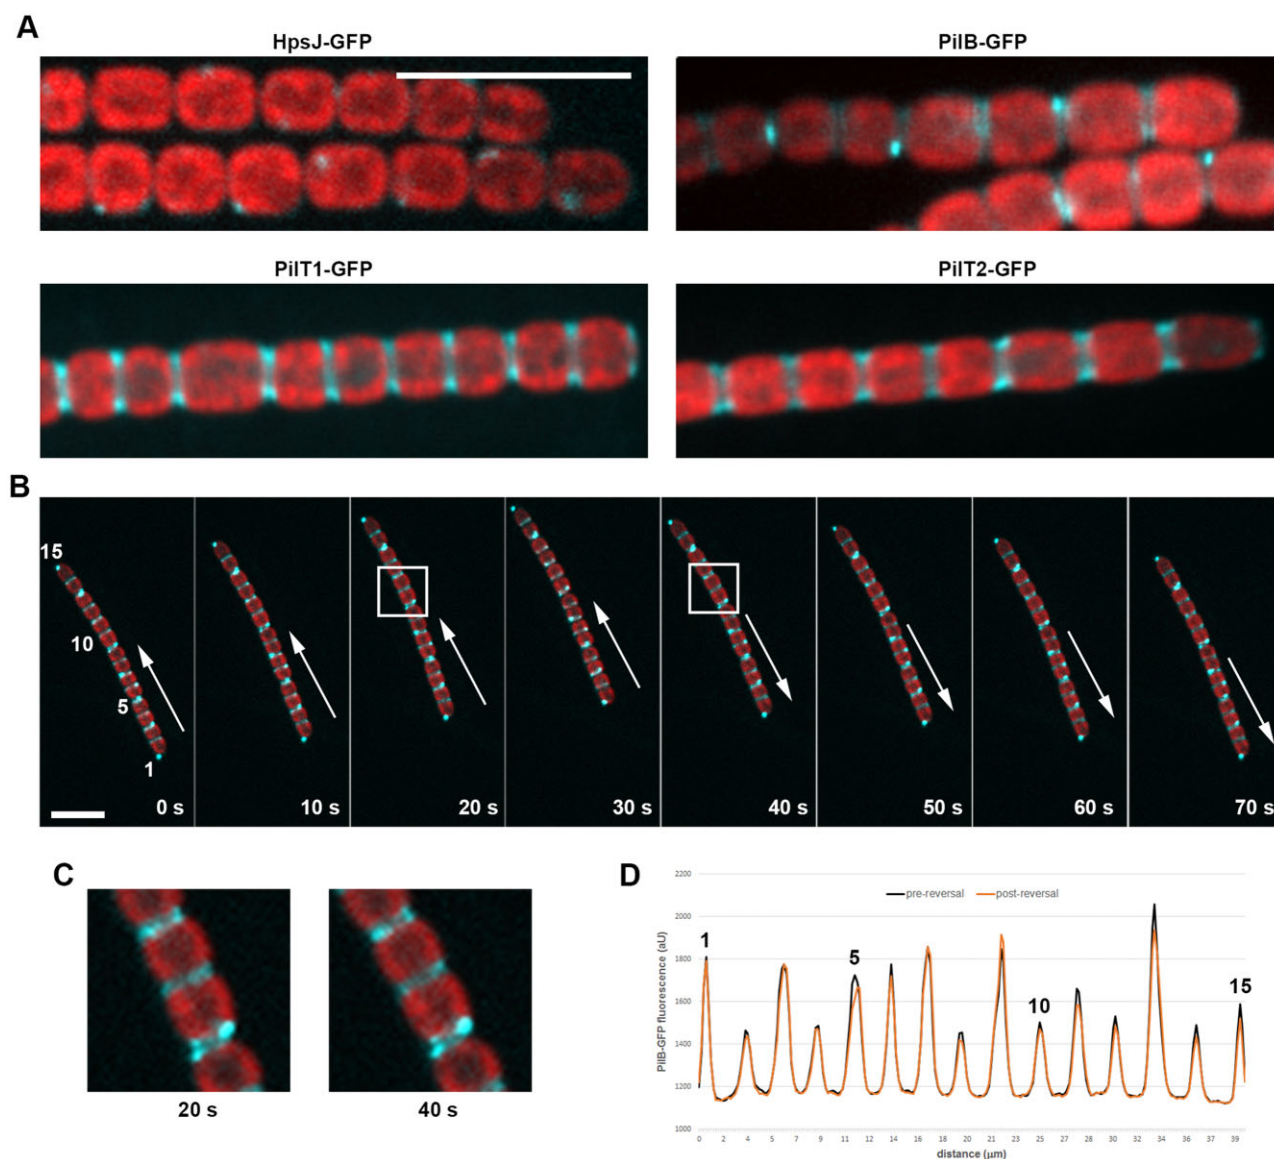 A
HpsJ-GFP
PilB-GFP
PilT1-GFP
PilT2-GFP
B
15
10
5
1
0 s
10 s
20 s
30 s
40 s
50 s
60 s
70 s
C
20 s
40 s
D
2200
2000
1800
1600
1400
1200
1000
PilB-GFP fluorescence (aU)
pre-reversal
post-reversal
1
5
10
15
0 2 4 5 7 9 11 12 14 16 18 20 21 23 25 27 28 30 32 34 36 37 39
distance (µm)